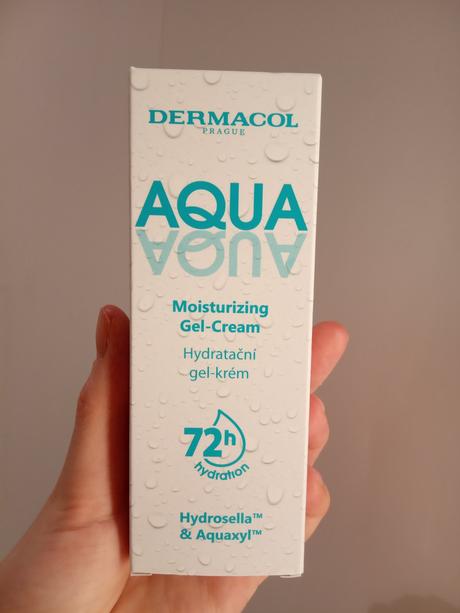 DERMACOL
PRAGUE
AQUA
AQUA
Moisturizing
Gel-Cream
Hydratační
gel-krém
72h
hydration
Hydrosella™
& Aquaxyl™